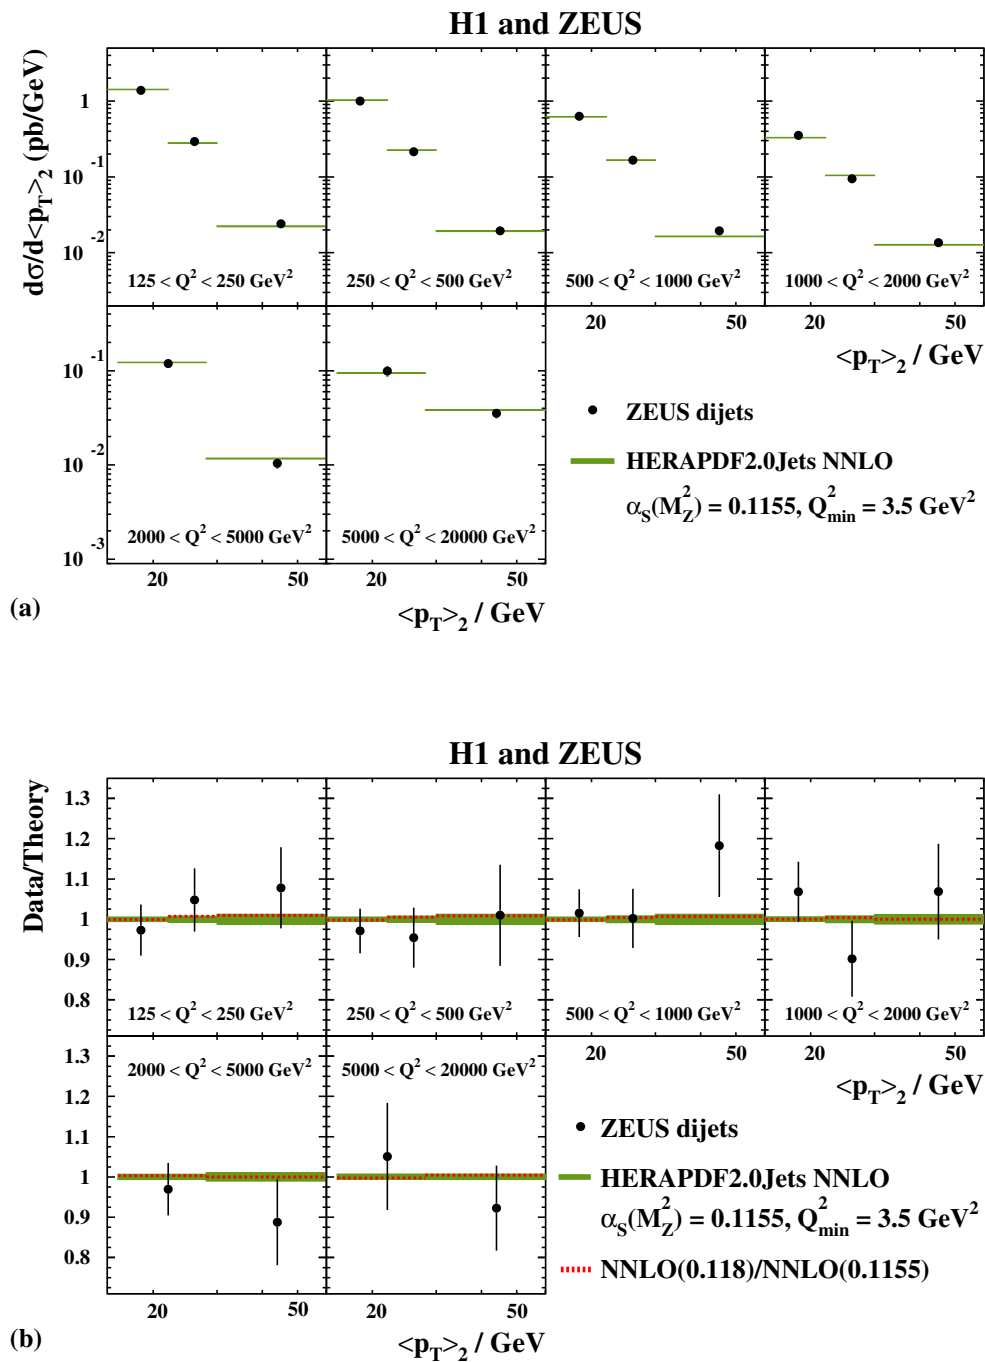 H1 and ZEUS
dσ/d<p_T>_2 (pb/GeV)
1
10^-1
10^-2
125 < Q^2 < 250 GeV^2
250 < Q^2 < 500 GeV^2
500 < Q^2 < 1000 GeV^2
1000 < Q^2 < 2000 GeV^2
20 50 20 50
<p_T>_2 / GeV
10^-1
10^-2
10^-3
2000 < Q^2 < 5000 GeV^2
5000 < Q^2 < 20000 GeV^2
ZEUS dijets
HERAPDF2.0Jets NNLO
α_S(M_Z^2) = 0.1155, Q_min^2 = 3.5 GeV^2
20 50 20 50
(a)
<p_T>_2 / GeV
H1 and ZEUS
Data/Theory
1.3
1.2
1.1
1
0.9
0.8
125 < Q^2 < 250 GeV^2
250 < Q^2 < 500 GeV^2
500 < Q^2 < 1000 GeV^2
1000 < Q^2 < 2000 GeV^2
20 50 20 50
<p_T>_2 / GeV
1.3
1.2
1.1
1
0.9
0.8
2000 < Q^2 < 5000 GeV^2
5000 < Q^2 < 20000 GeV^2
ZEUS dijets
HERAPDF2.0Jets NNLO
α_S(M_Z^2) = 0.1155, Q_min^2 = 3.5 GeV^2
NNLO(0.118)/NNLO(0.1155)
20 50 20 50
(b)
<p_T>_2 / GeV